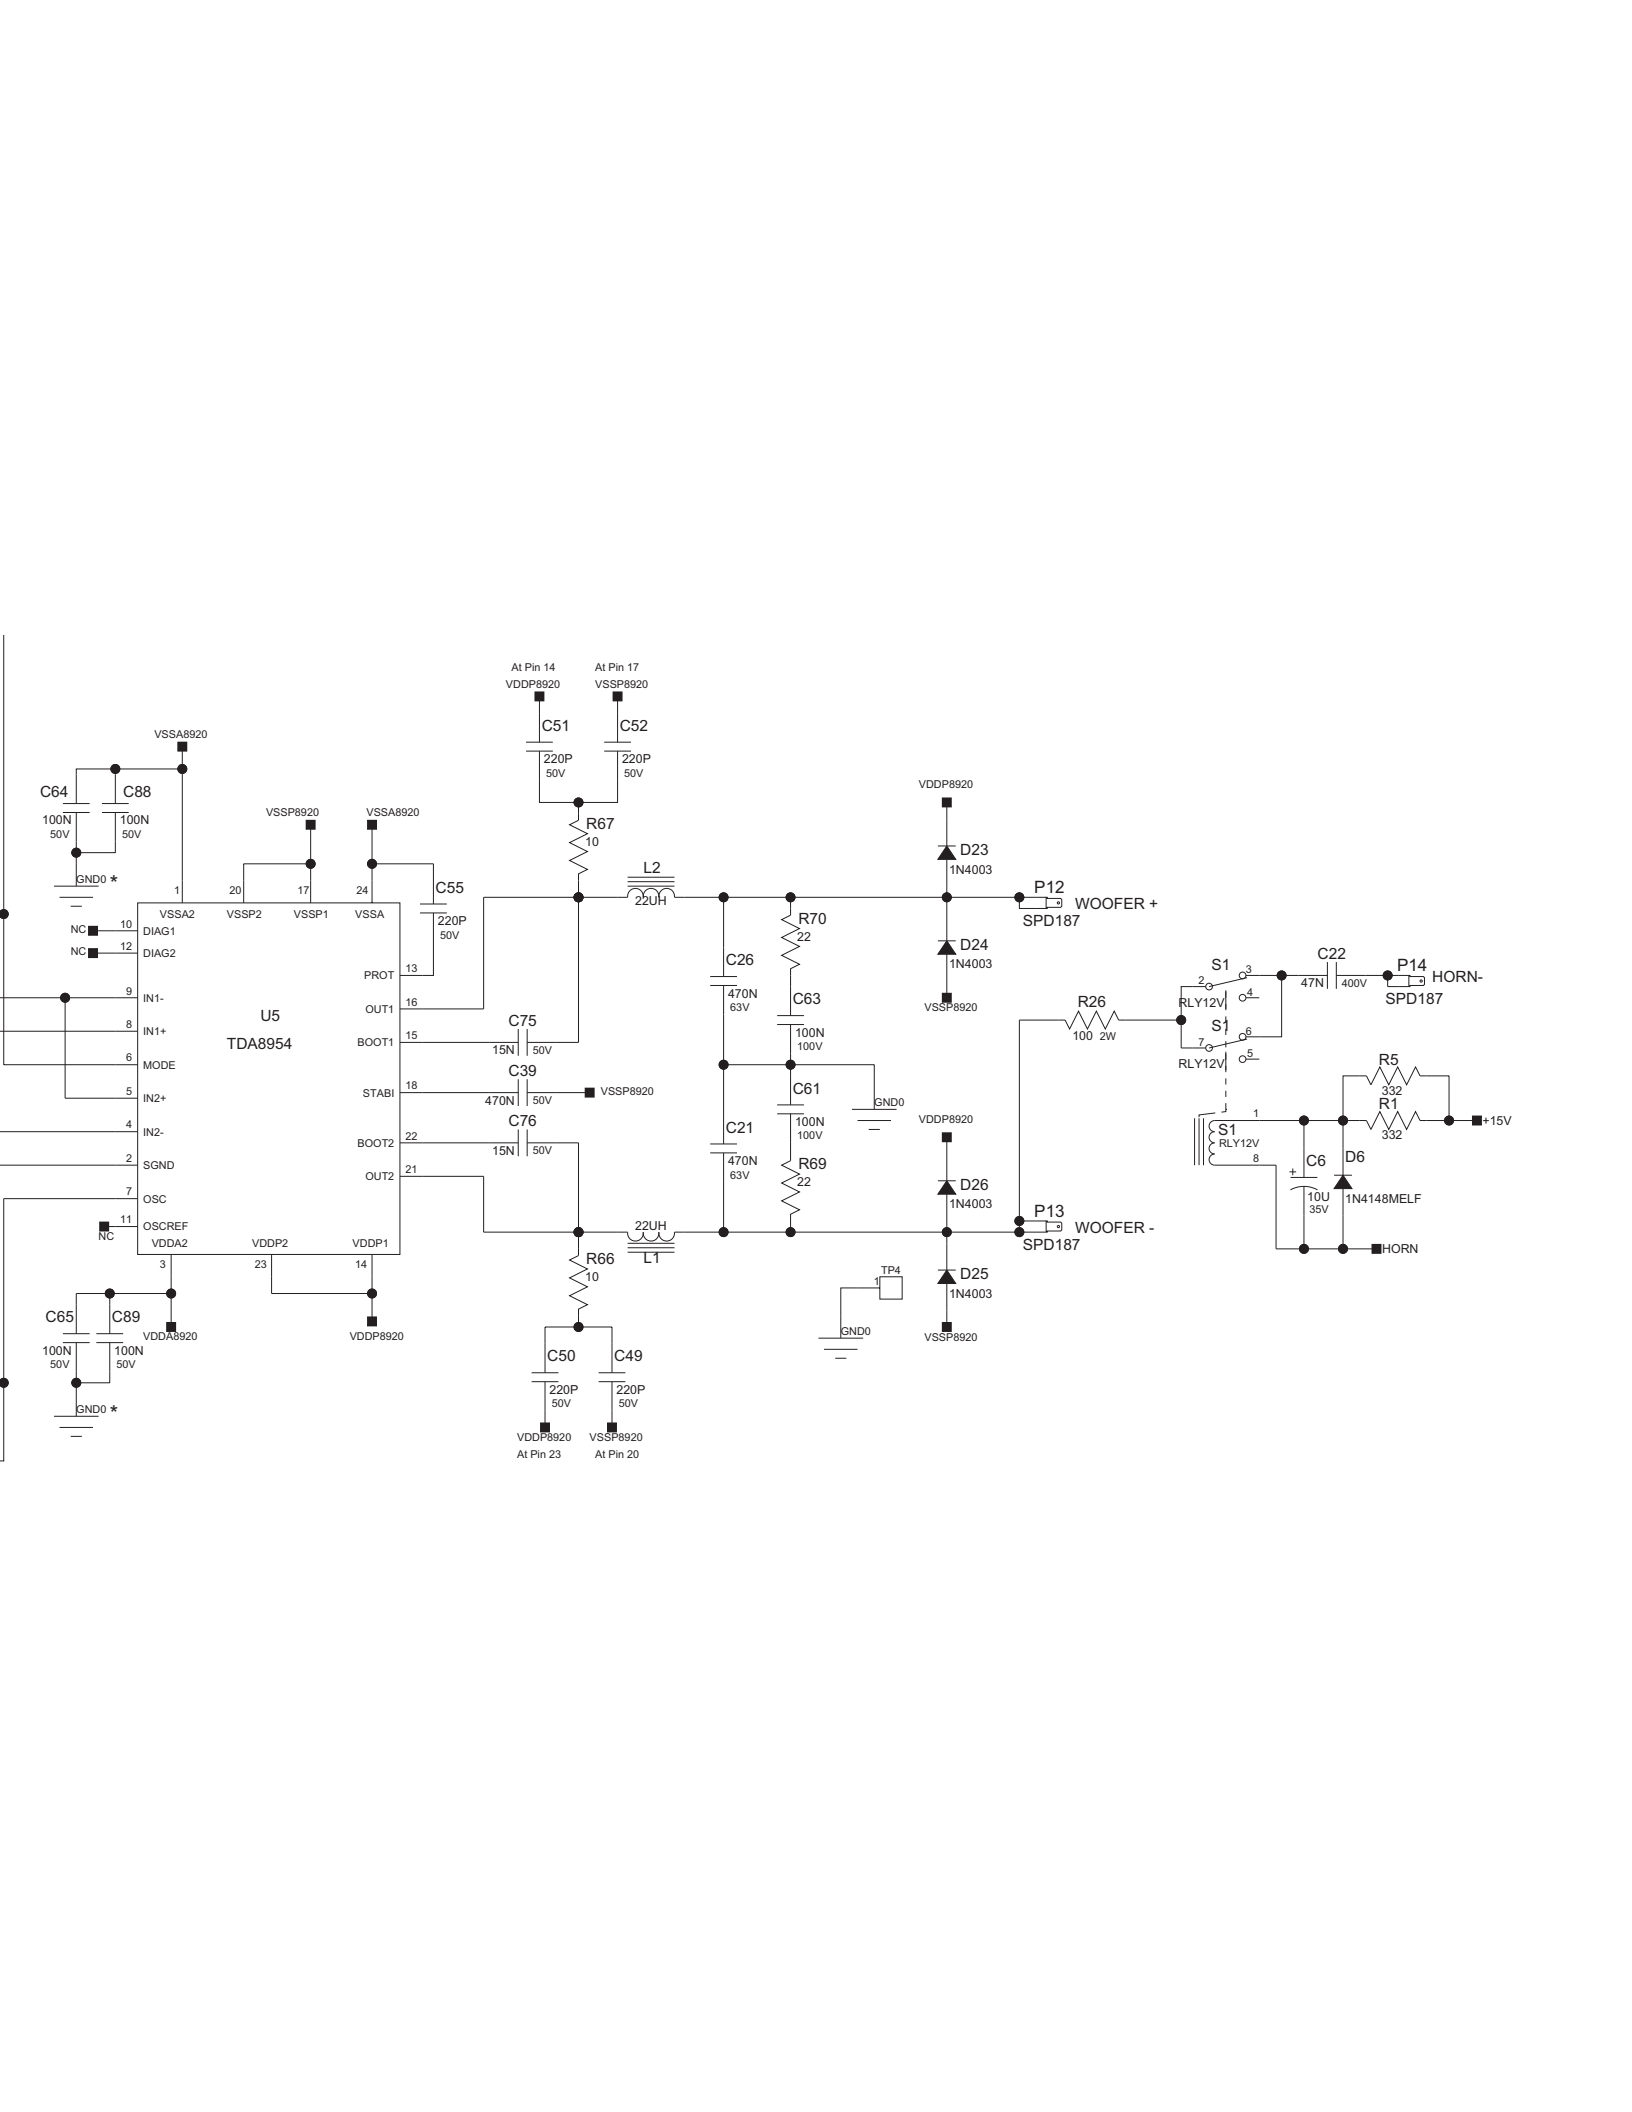 At Pin 14
At Pin 17
VDDP8920
VSSP8920
C51
C52
220P
220P
50V
50V
VSSA8920
C64
C88
100N
100N
50V
50V
GND0 *
VSSP8920
VSSA8920
R67
10
VDDP8920
D23
1N4003
L2
22UH
C55
220P
50V
1
20
17
24
VSSA2
VSSP2
VSSP1
VSSA
NC
10
DIAG1
NC
12
DIAG2
PROT
13
9
IN1-
OUT1
16
U5
TDA8954
8
IN1+
BOOT1
15
6
MODE
5
IN2+
STABI
18
4
IN2-
BOOT2
22
2
SGND
OUT2
21
7
OSC
11
OSCREF
NC
VDDA2
VDDP2
VDDP1
3
23
14
C75
15N
50V
C39
470N
50V
VSSP8920
C76
15N
50V
R70
22
C26
470N
63V
C63
100N
100V
C61
100N
100V
GND0
C21
470N
63V
R69
22
D24
1N4003
VSSP8920
P12
WOOFER +
SPD187
VDDP8920
D26
1N4003
P13
WOOFER -
SPD187
D25
1N4003
VSSP8920
22UH
L1
R66
10
TP4
1
GND0
C65
C89
100N
100N
50V
50V
VDDA8920
VDDP8920
GND0 *
C50
C49
220P
220P
50V
50V
VDDP8920
VSSP8920
At Pin 23
At Pin 20
R26
100 2W
S1
2
3
RLY12V
4
S1
7
6
RLY12V
5
C22
47N
400V
P14
HORN-
SPD187
R5
332
R1
332
+15V
1
S1
RLY12V
8
+
C6
10U
35V
D6
1N4148MELF
HORN